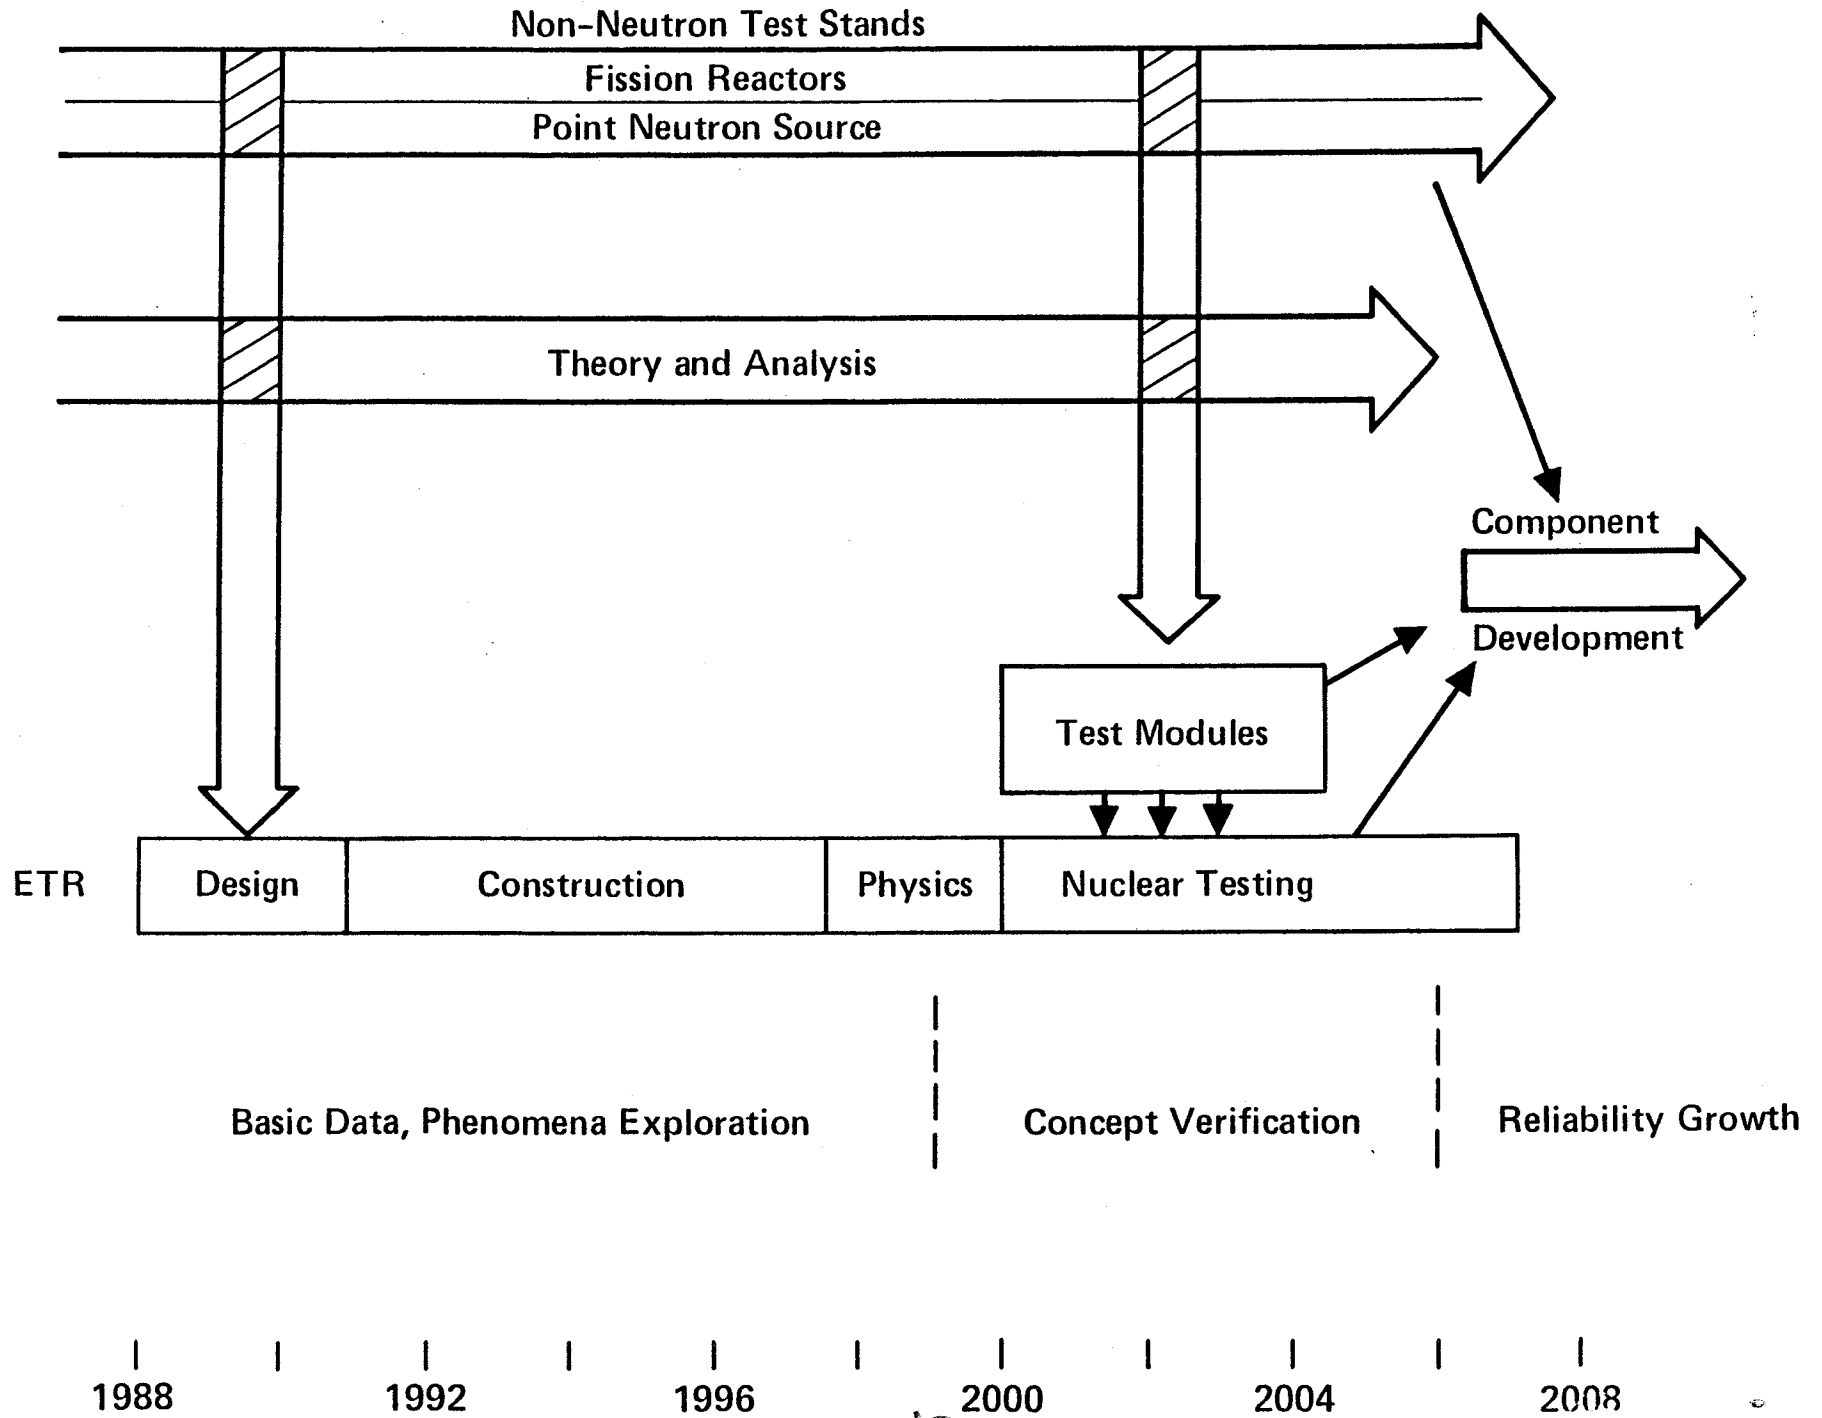 Non-Neutron Test Stands
Fission Reactors
Point Neutron Source
Theory and Analysis
Component
Development
Test Modules
ETR Design Construction Physics Nuclear Testing
Basic Data, Phenomena Exploration Concept Verification Reliability Growth
1988 1992 1996 2000 2004 2008